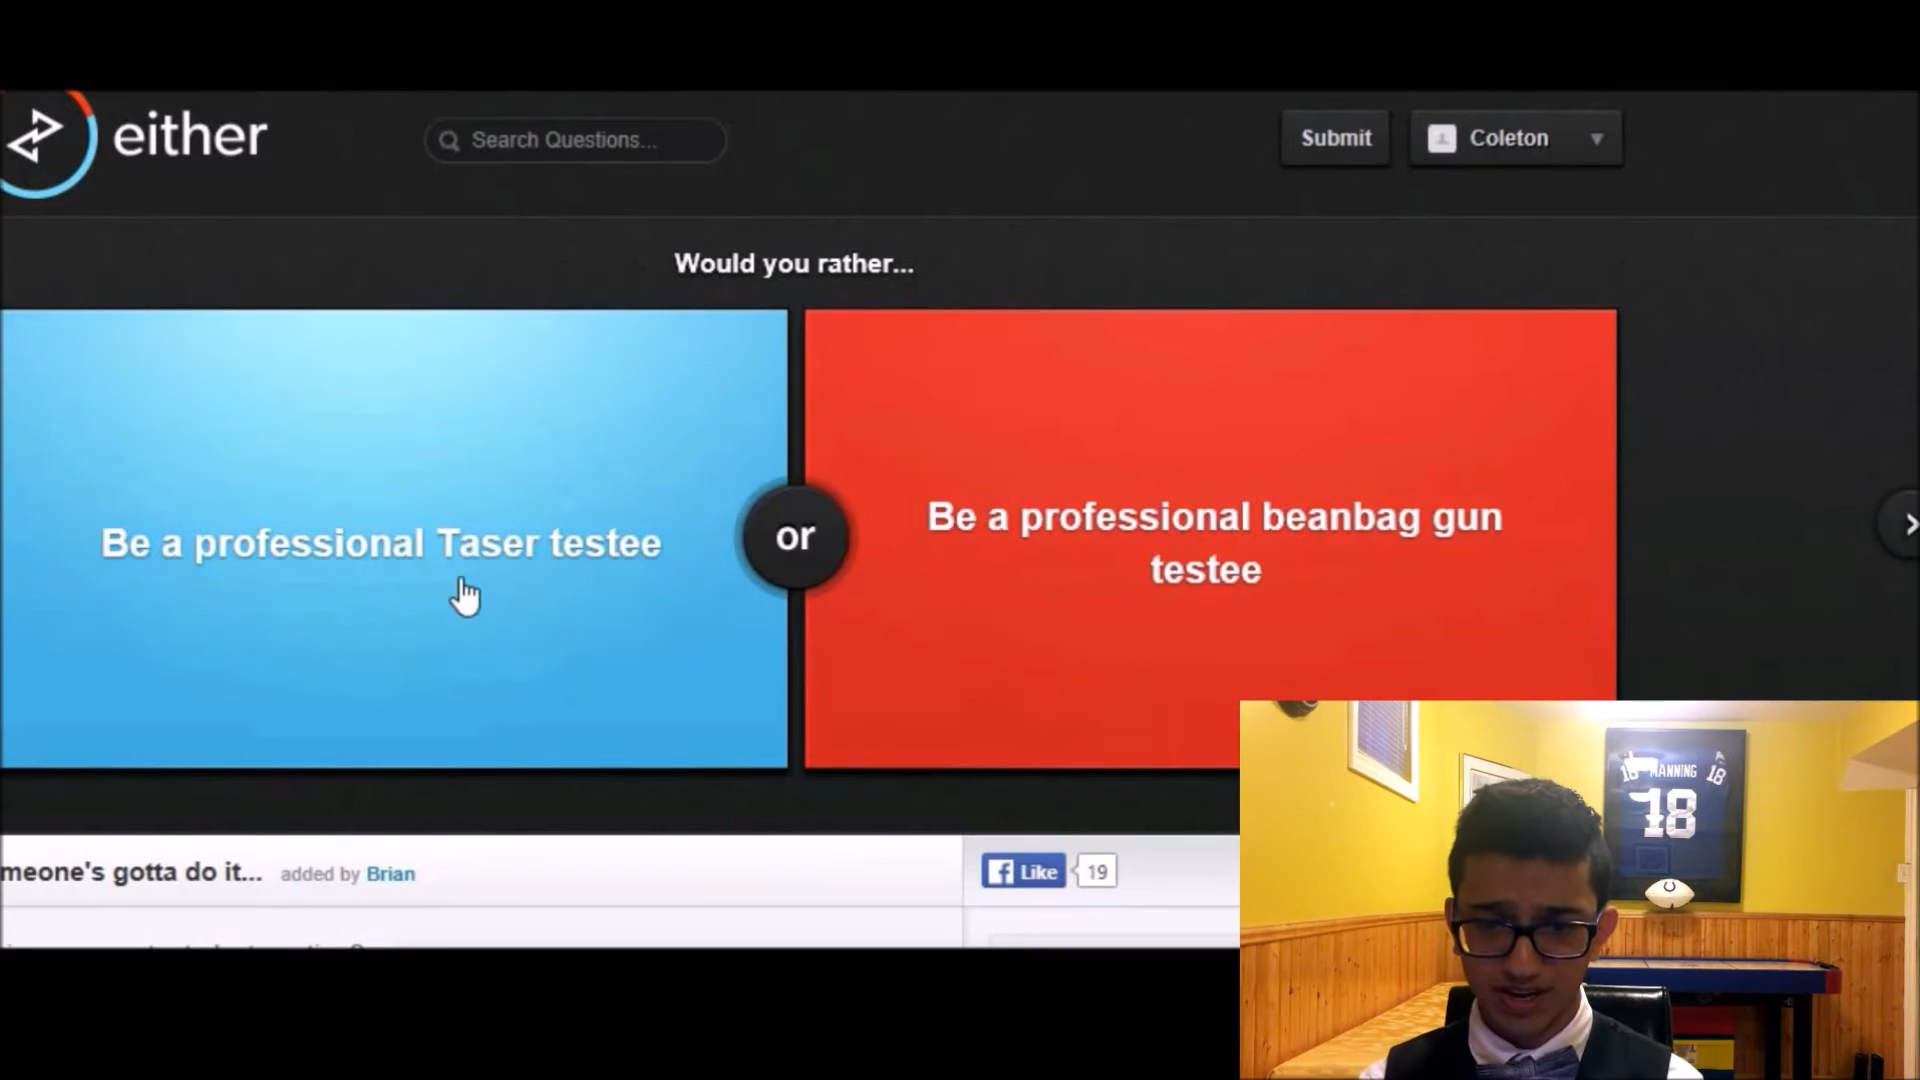 either
Search Questions...
Submit
Coleton
Would you rather...
Be a professional Taser testee
or
Be a professional beanbag gun
testee
meone's gotta do it... added by Brian
Like 19
MANNING
18 18
18